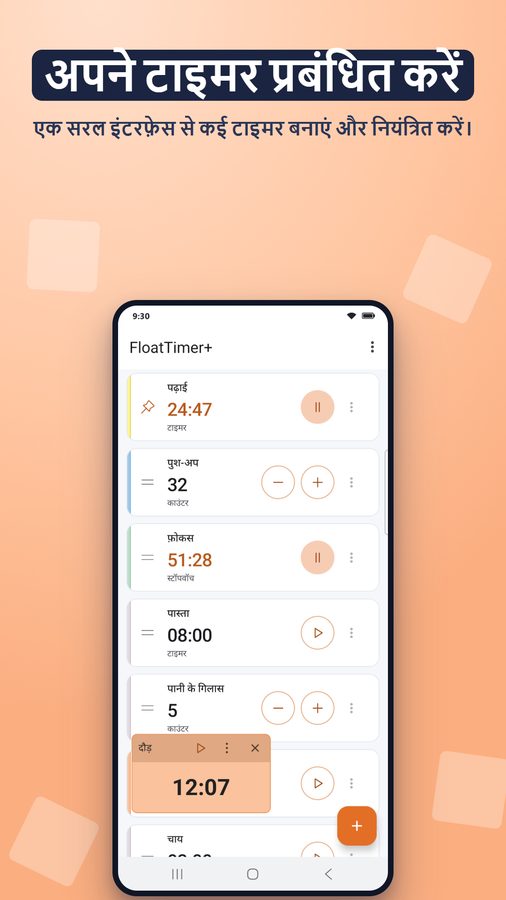 अपने टाइमर प्रबंधित करें
एक सरल इंटरफ़ेस से कई टाइमर बनाएं और नियंत्रित करें।
9:30
FloatTimer+
पढ़ाई
24:47
टाइमर
पुश-अप
32
काउंटर
फ़ोकस
51:28
स्टॉपवॉच
पास्ता
08:00
टाइमर
पानी के गिलास
5
काउंटर
दौड़
12:07
चाय